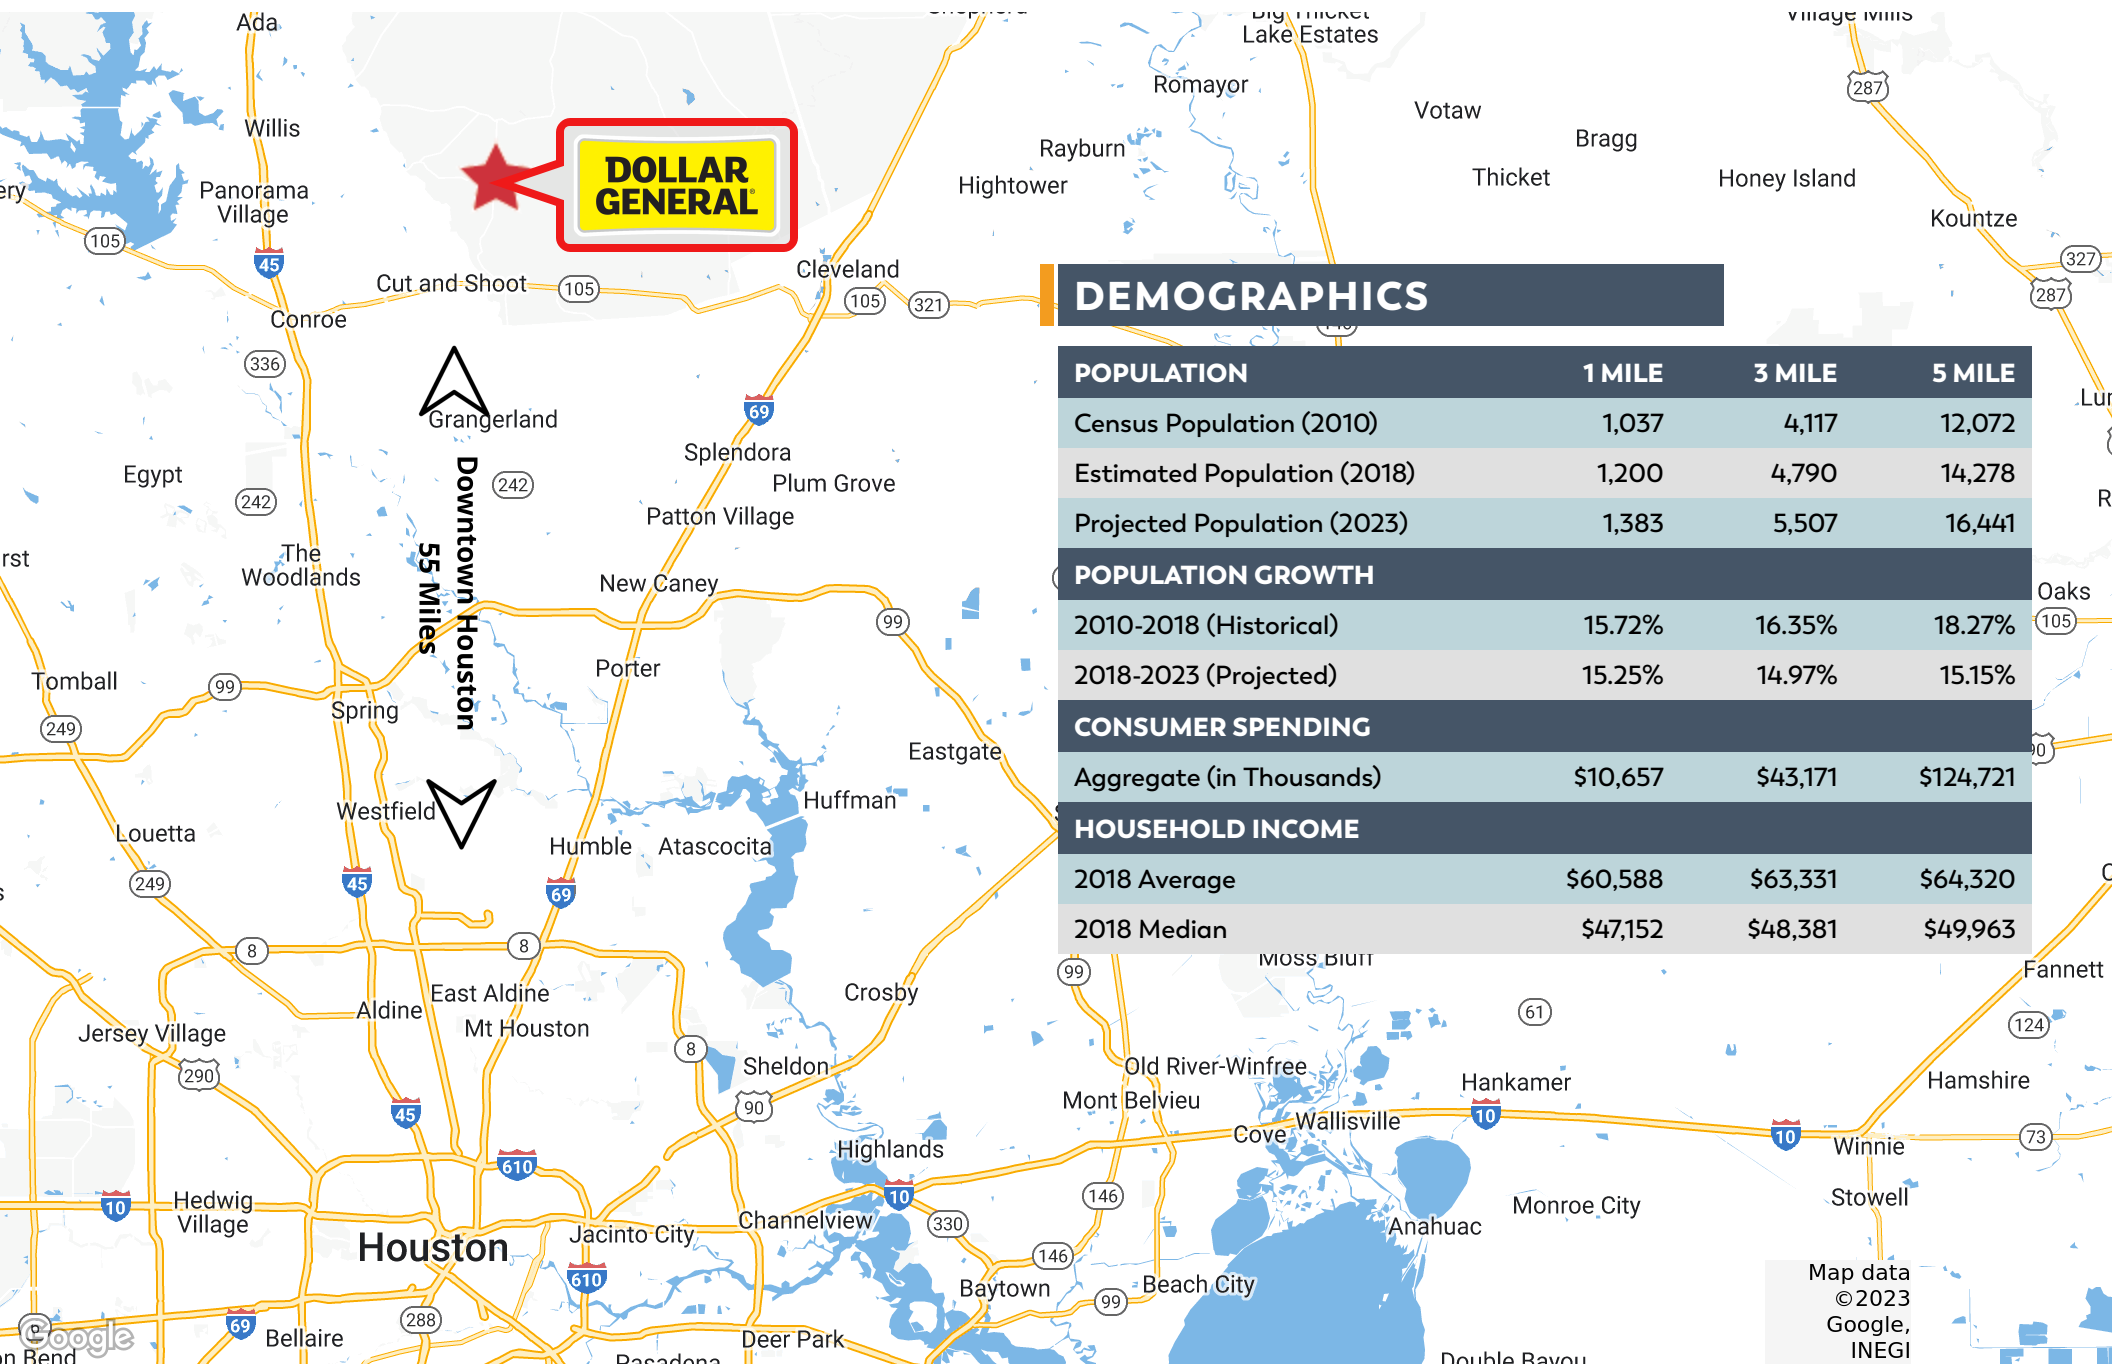 Ada
Willis
Panorama
Village
105
45
Conroe
336
Cut and Shoot
105
DOLLAR
GENERAL
Cleveland
105
321
Romayor
Lake Estates
Rayburn
Hightower
Votaw
Bragg
Thicket
Honey Island
287
Kountze
327
287
Village Mills
Grangerland
69
Splendora
Plum Grove
Patton Village
Egypt
242
242
The
Woodlands
Downtown Houston
55 Miles
New Caney
99
Porter
Tomball
99
249
Spring
Eastgate
Westfield
Huffman
Louetta
Humble
Atascocita
249
45
69
8
8
Aldine
East Aldine
Mt Houston
Crosby
Jersey Village
290
8
Sheldon
90
45
610
Highlands
10
10
Hedwig
Village
Houston
Jacinto City
Channelview
330
610
146
146
Baytown
Beach City
99
69
Bellaire
288
Deer Park
Pasadena
Google
DEMOGRAPHICS
POPULATION 1 MILE 3 MILE 5 MILE
Census Population (2010) 1,037 4,117 12,072
Estimated Population (2018) 1,200 4,790 14,278
Projected Population (2023) 1,383 5,507 16,441
POPULATION GROWTH
2010-2018 (Historical) 15.72% 16.35% 18.27%
2018-2023 (Projected) 15.25% 14.97% 15.15%
CONSUMER SPENDING
Aggregate (in Thousands) $10,657 $43,171 $124,721
HOUSEHOLD INCOME
2018 Average $60,588 $63,331 $64,320
2018 Median $47,152 $48,381 $49,963
Oaks
105
99
Moss Bluff
61
Fannett
124
Old River-Winfree
Mont Belvieu
Hankamer
Hamshire
Cove
Wallisville
10
10
Winnie
73
Stowell
Monroe City
Anahuac
Double Bayou
Map data
©2023
Google,
INEGI